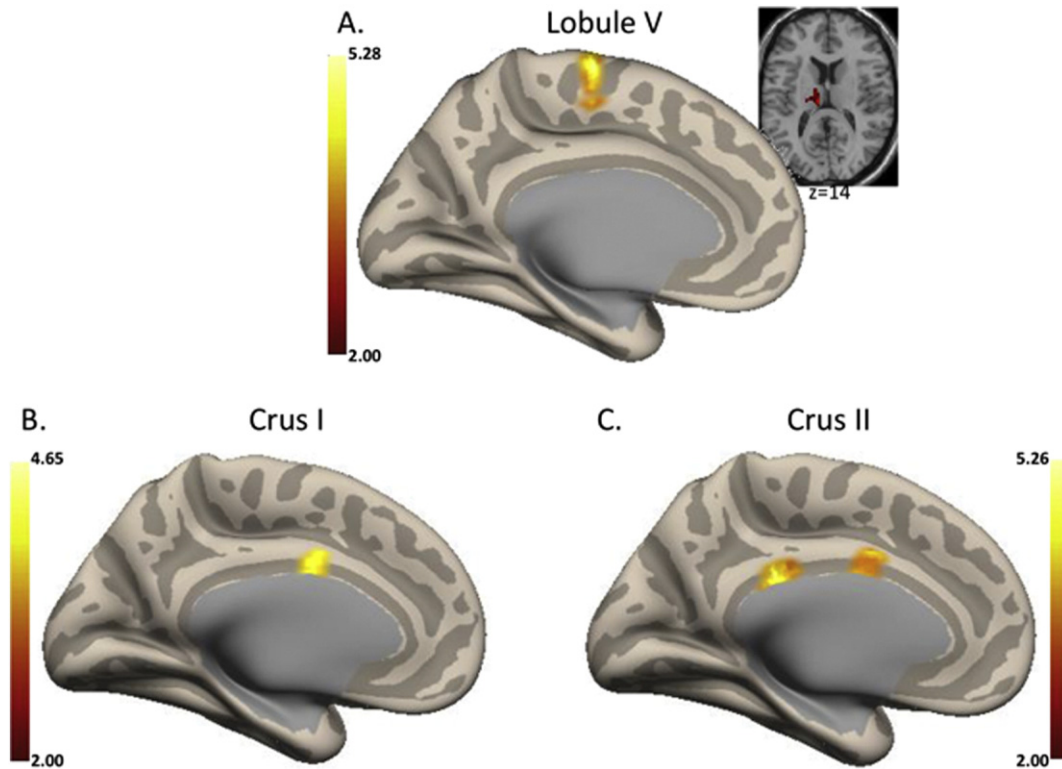 A. Lobule V
5.28
2.00
z=14
B. Crus I
4.65
2.00
C. Crus II
5.26
2.00